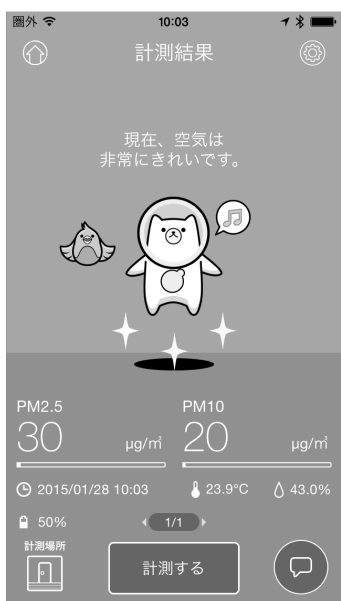 圏外 10:03
計測結果
現在、空気は
非常にきれいです。
PM2.5 PM10
30 μg/㎥ 20 μg/㎥
2015/01/28 10:03 23.9°C 43.0%
50% 1/1
計測場所
計測する